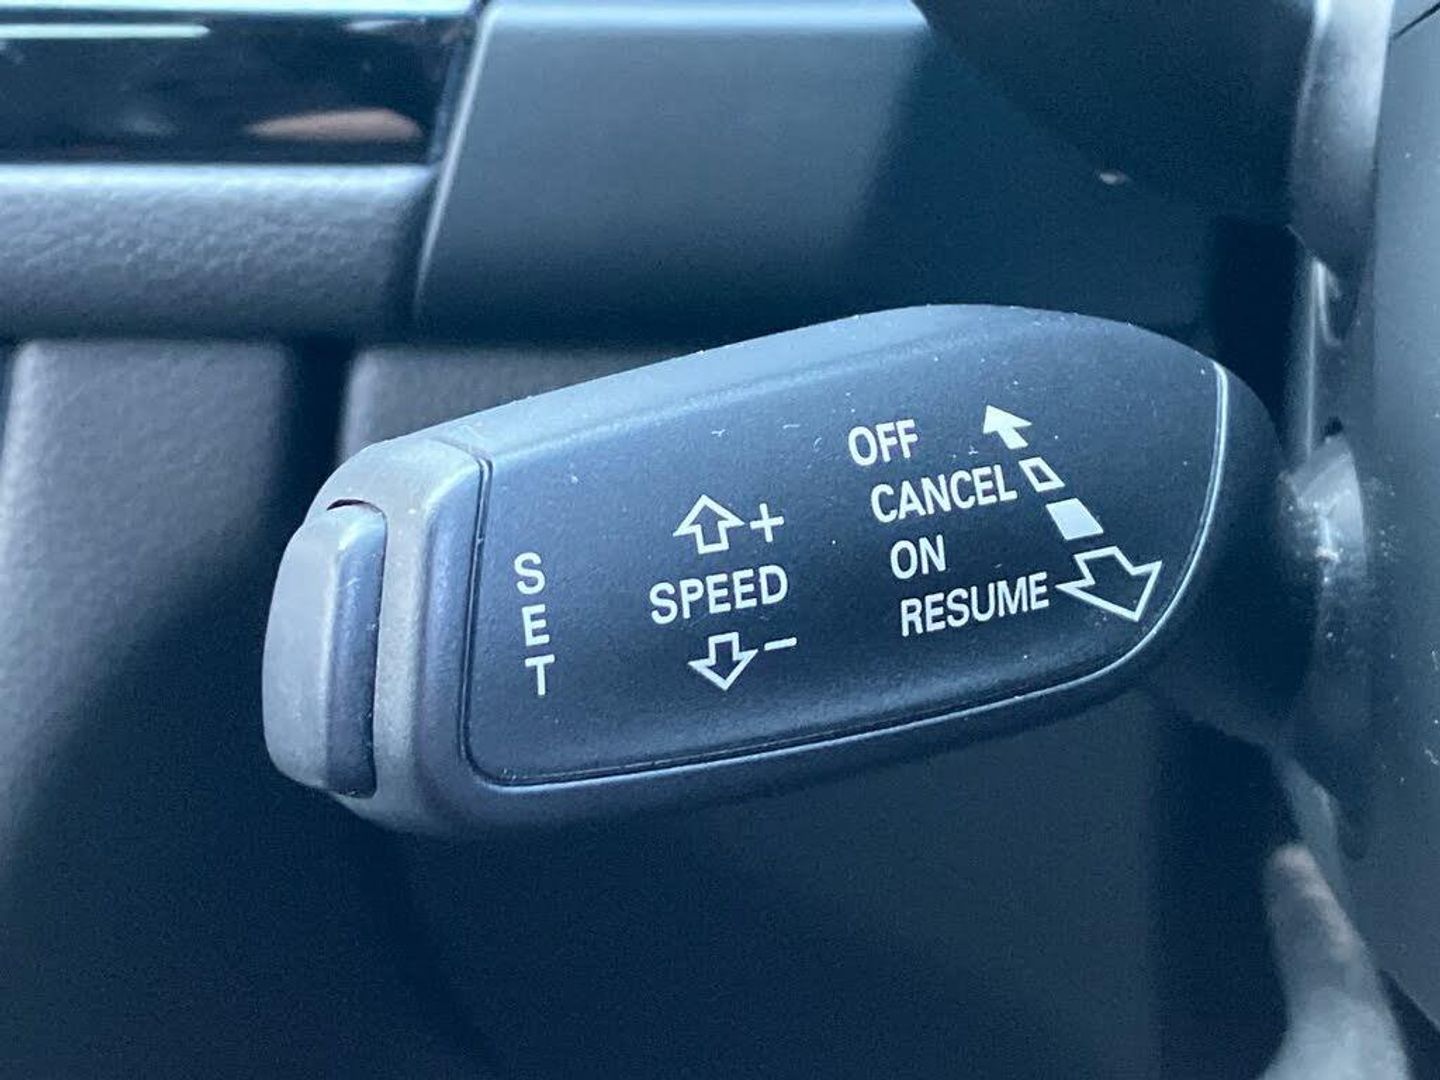 SET
+
SPEED
−
OFF
CANCEL
ON
RESUME